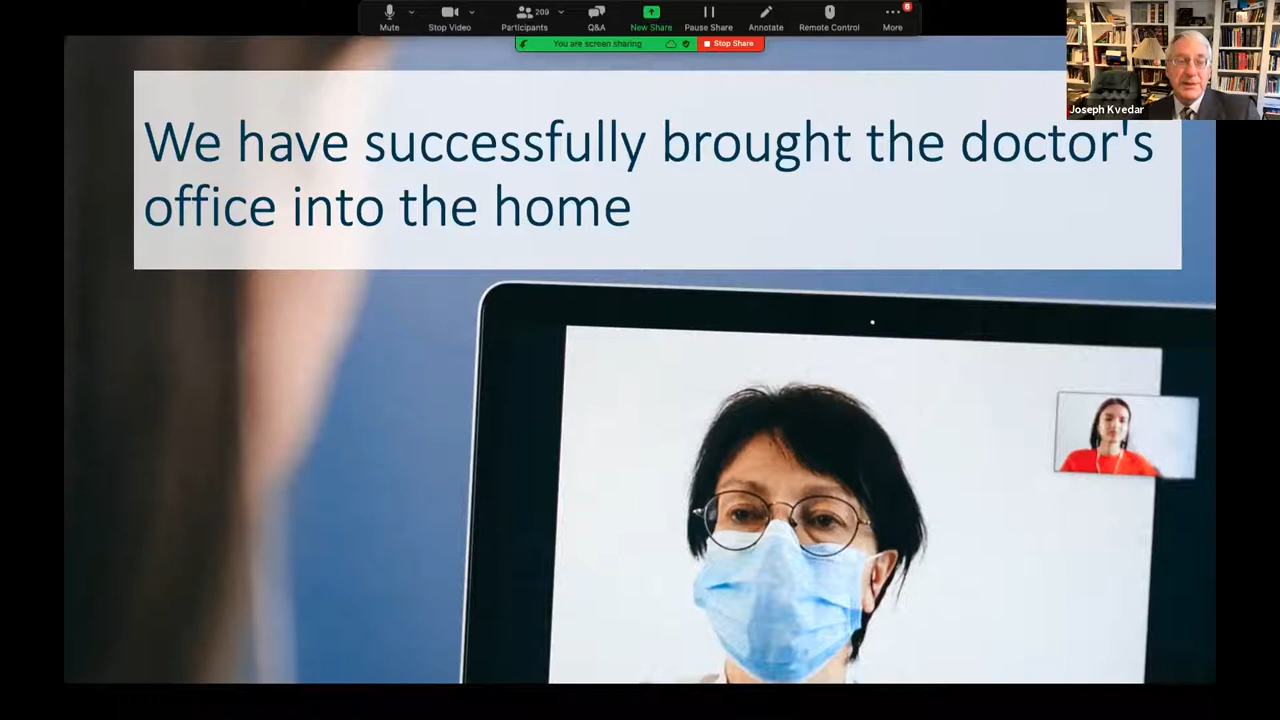 209
6
Mute
Stop Video
Participants
Q&A
New Share
Pause Share
Annotate
Remote Control
More
You are screen sharing
Stop Share
Joseph Kvedar
We have successfully brought the doctor's
office into the home